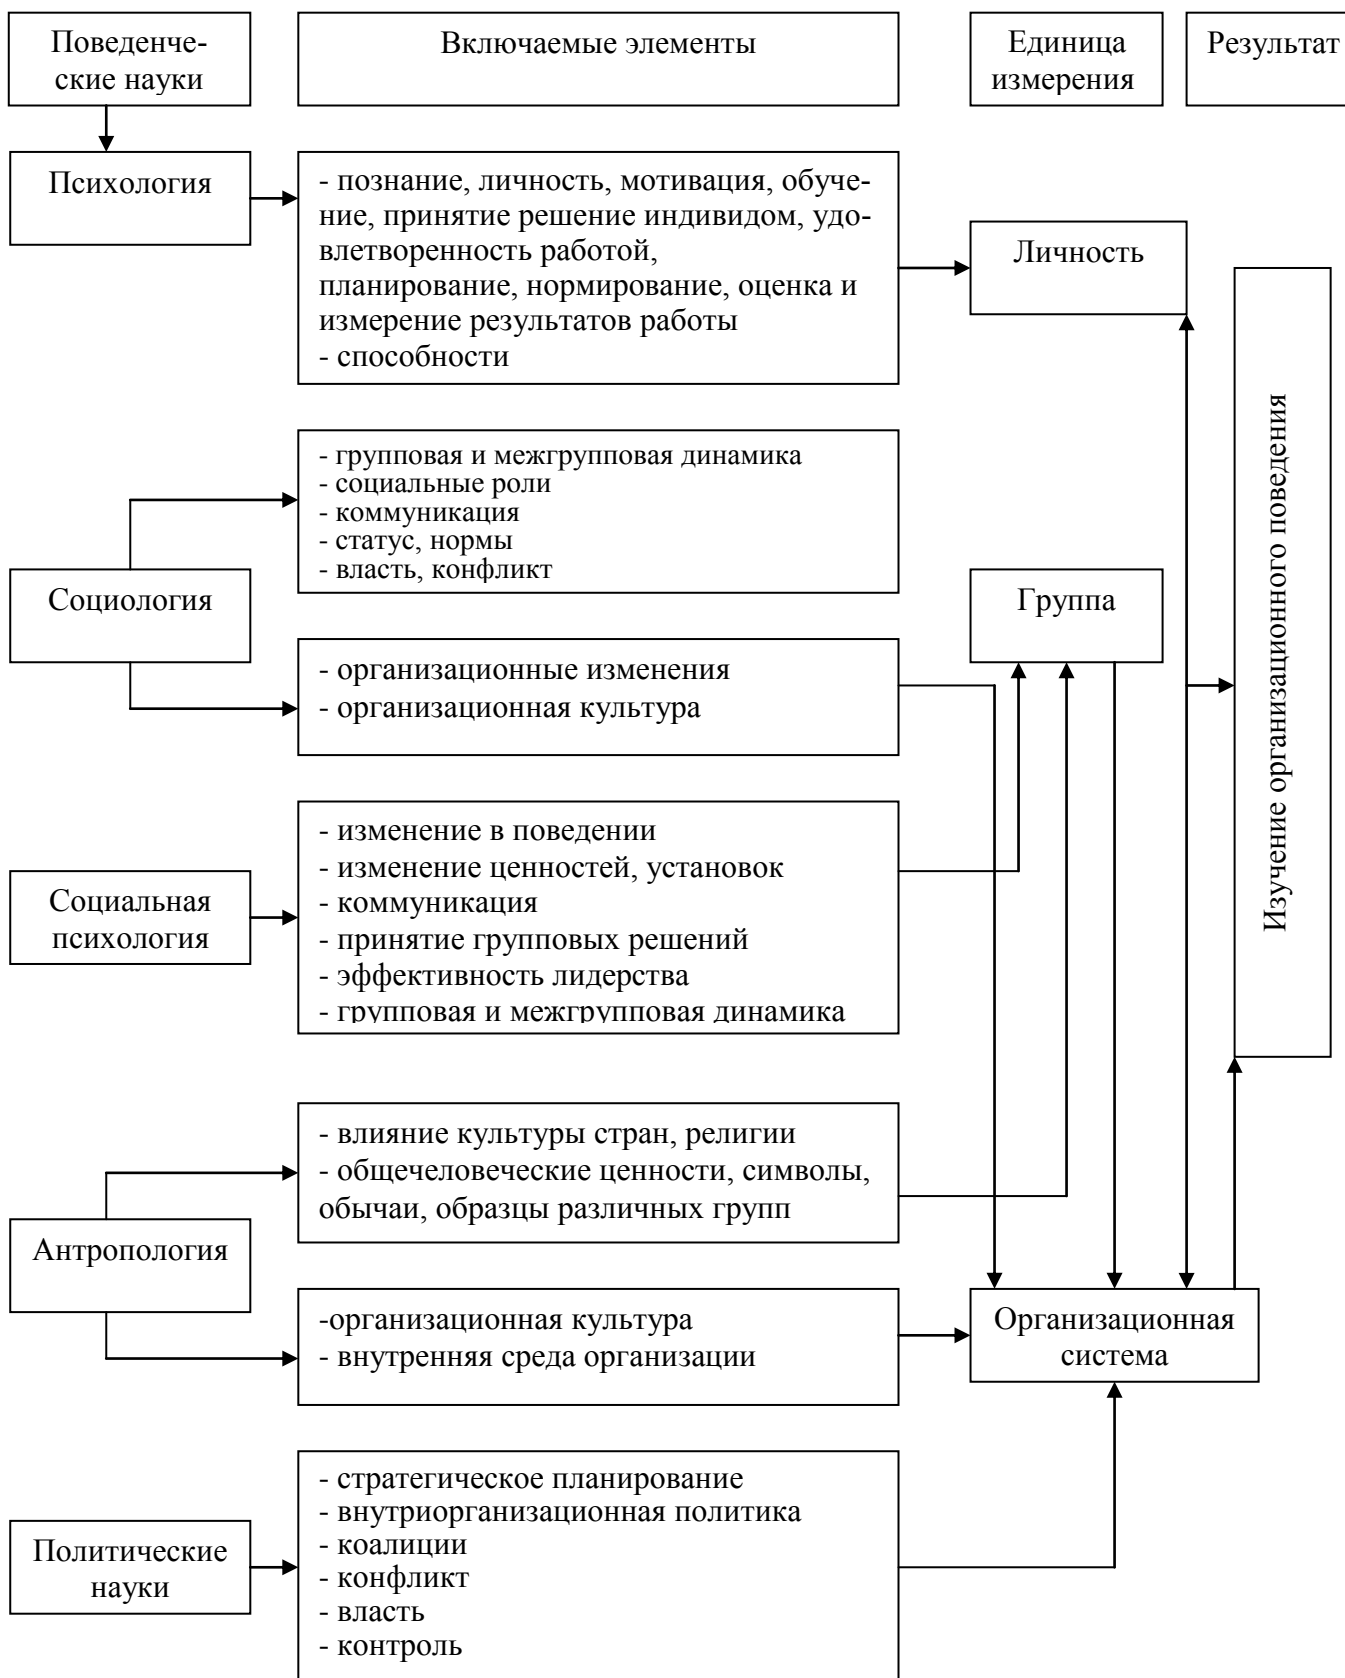 Поведенче-
ские науки
Включаемые элементы
Единица
измерения
Результат
Психология
- познание, личность, мотивация, обуче-
ние, принятие решение индивидом, удо-
влетворенность работой,
планирование, нормирование, оценка и
измерение результатов работы
- способности
Личность
Социология
- групповая и межгрупповая динамика
- социальные роли
- коммуникация
- статус, нормы
- власть, конфликт
Группа
- организационные изменения
- организационная культура
Изучение организационного поведения
Социальная
психология
- изменение в поведении
- изменение ценностей, установок
- коммуникация
- принятие групповых решений
- эффективность лидерства
- групповая и межгрупповая динамика
Антропология
- влияние культуры стран, религии
- общечеловеческие ценности, символы,
обычаи, образцы различных групп
-организационная культура
- внутренняя среда организации
Организационная
система
Политические
науки
- стратегическое планирование
- внутриорганизационная политика
- коалиции
- конфликт
- власть
- контроль